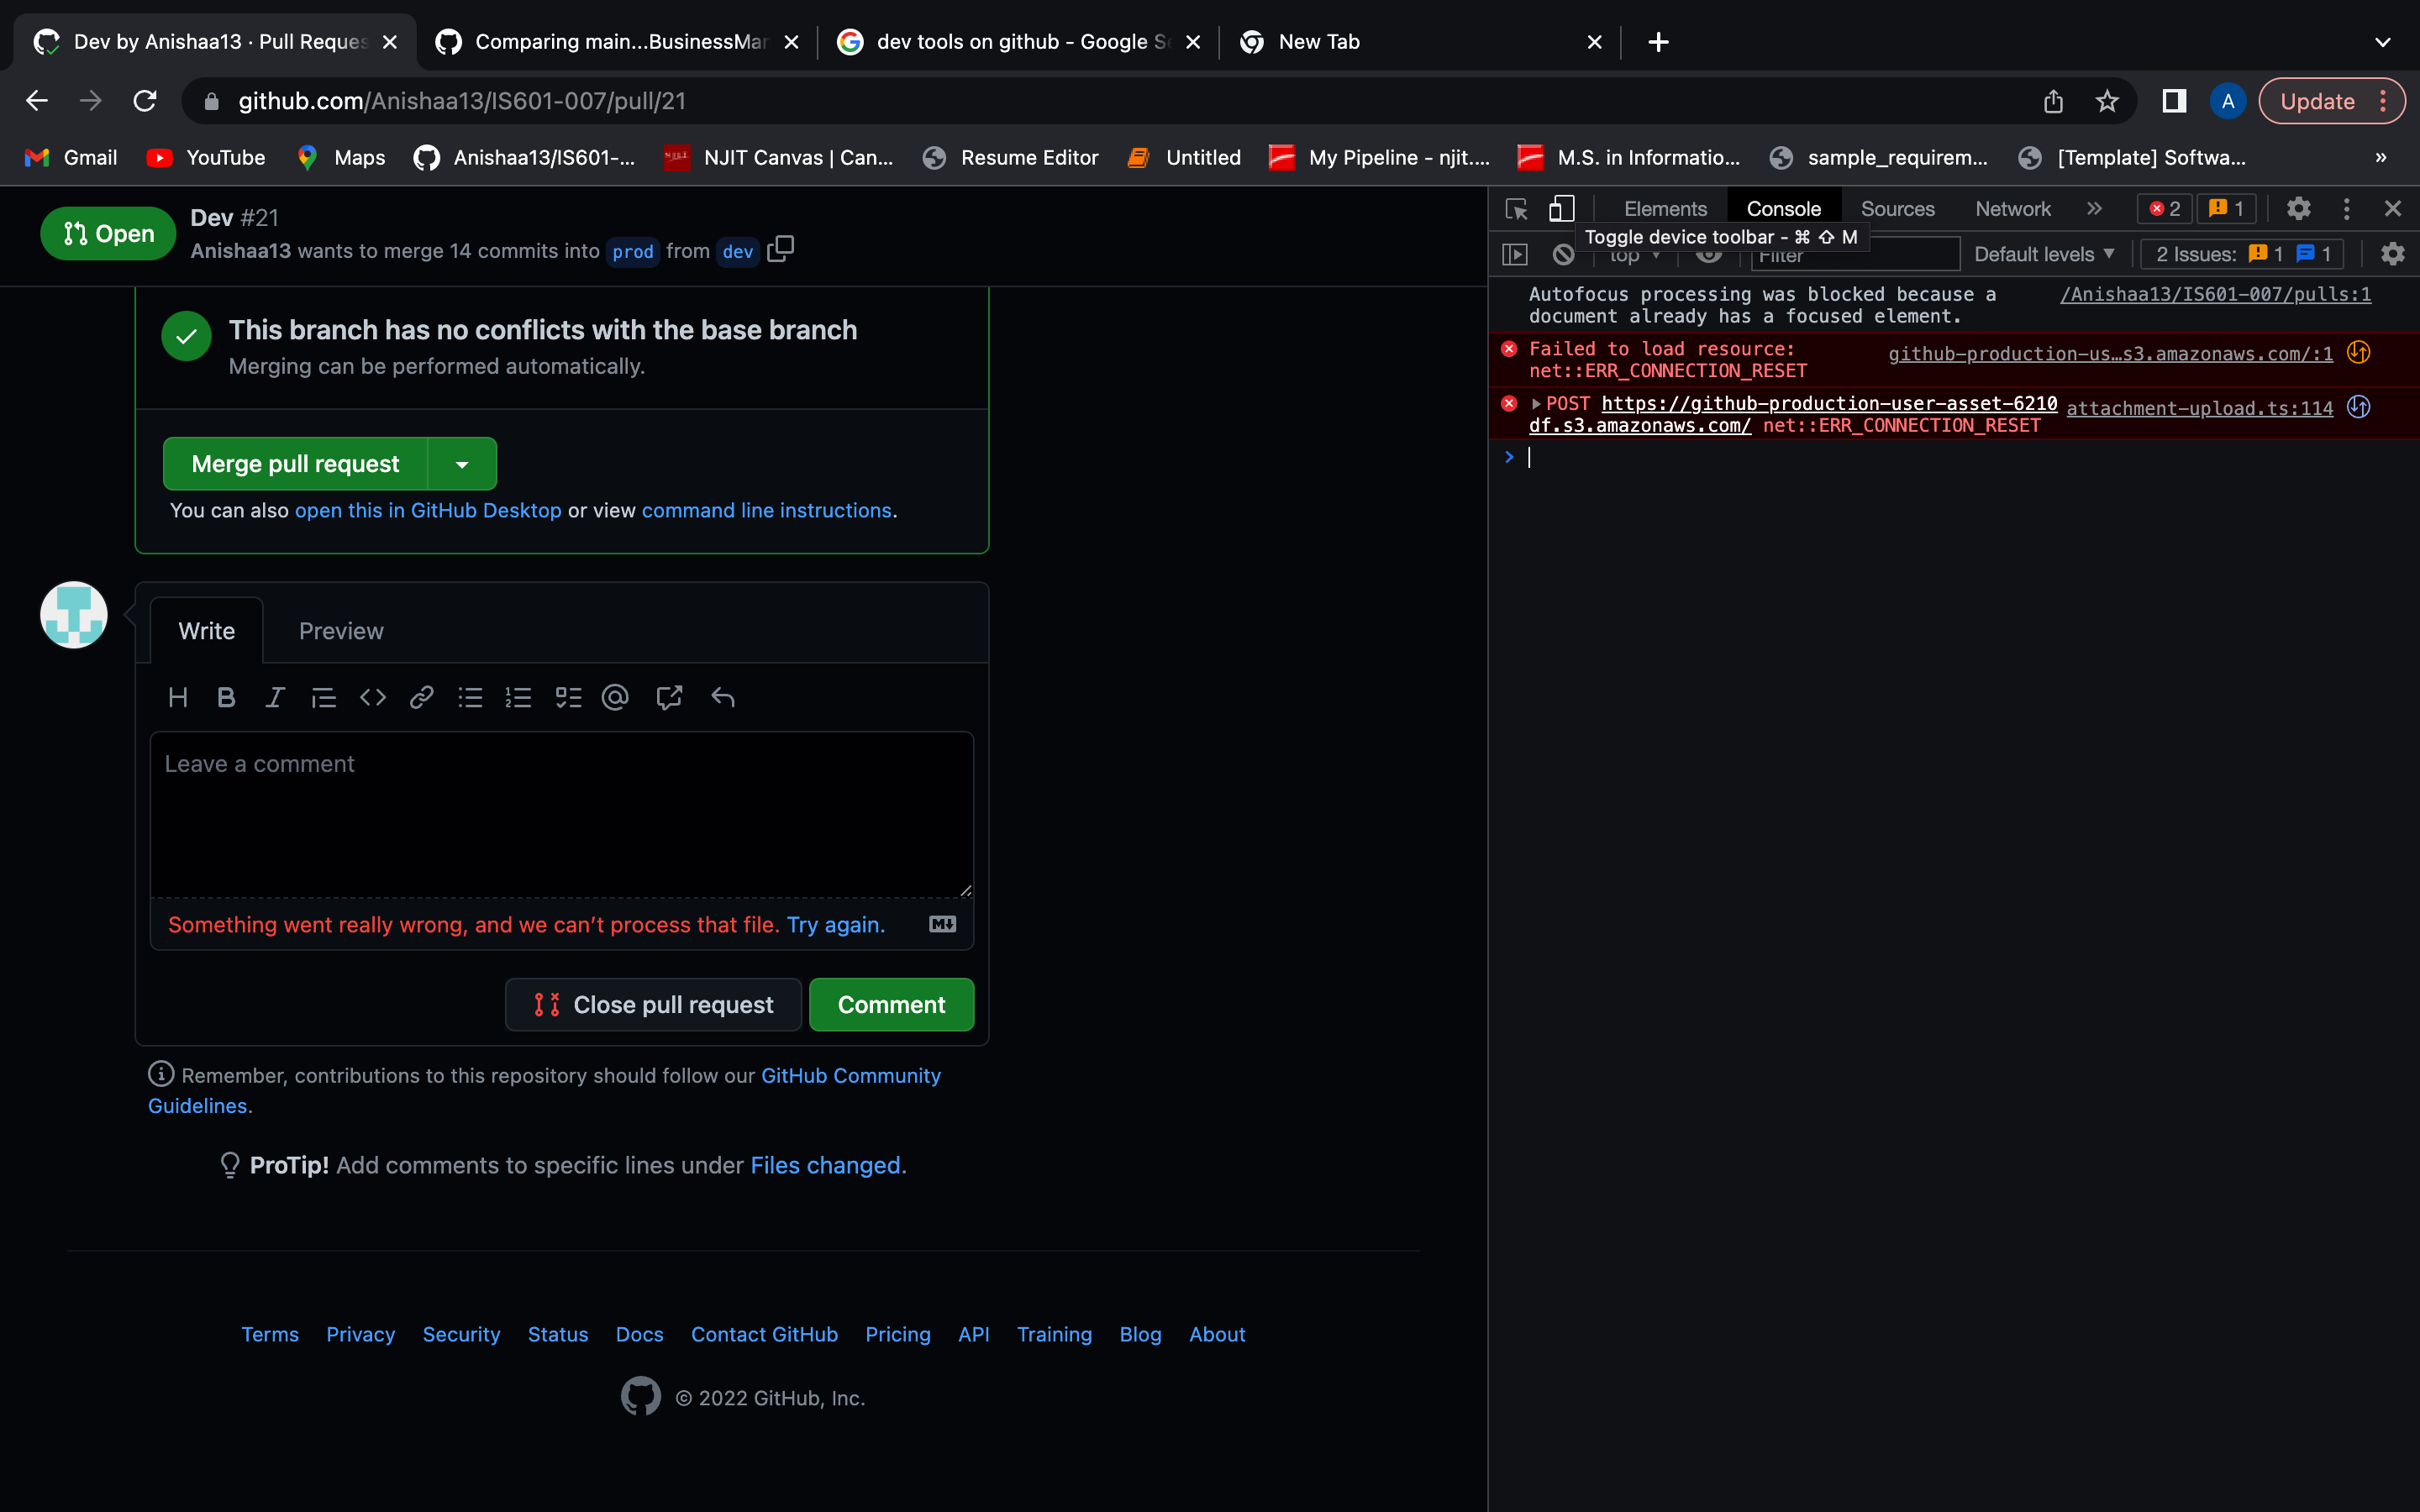 Dev by Anishaa13 · Pull Reques
Comparing main...BusinessMar
dev tools on github - Google Se
New Tab
github.com/Anishaa13/IS601-007/pull/21
A
Update
Gmail
YouTube
Maps
Anishaa13/IS601-...
NJIT
NJIT Canvas | Can...
Resume Editor
Untitled
My Pipeline - njit....
M.S. in Informatio...
sample_requirem...
[Template] Softwa...
»
Open
Dev #21
Anishaa13 wants to merge 14 commits into prod from dev
This branch has no conflicts with the base branch
Merging can be performed automatically.
Merge pull request
You can also open this in GitHub Desktop or view command line instructions.
Write
Preview
H B I
Leave a comment
Something went really wrong, and we can't process that file. Try again.
Close pull request
Comment
Remember, contributions to this repository should follow our GitHub Community
Guidelines.
ProTip! Add comments to specific lines under Files changed.
Terms Privacy Security Status Docs Contact GitHub Pricing API Training Blog About
© 2022 GitHub, Inc.
Elements Console Sources Network » 2 1
Toggle device toolbar - ⌘ ⇧ M
top Filter Default levels ▼ 2 Issues: 1 1
Autofocus processing was blocked because a /Anishaa13/IS601-007/pulls:1
document already has a focused element.
Failed to load resource: github-production-us…s3.amazonaws.com/:1
net::ERR_CONNECTION_RESET
POST https://github-production-user-asset-6210 attachment-upload.ts:114
df.s3.amazonaws.com/ net::ERR_CONNECTION_RESET
>